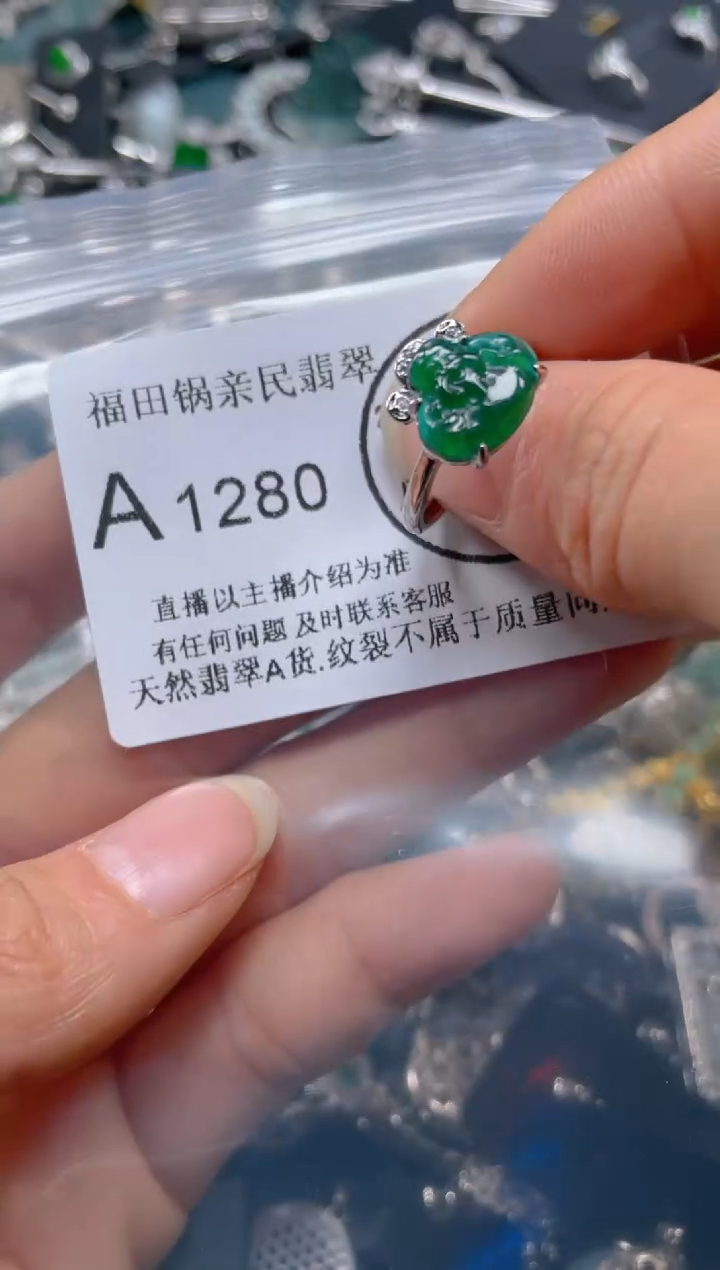 福田锅亲民翡翠
A 1280
直播以主播介绍为准
有任何问题 及时联系客服
天然翡翠A货.纹裂不属于质量问